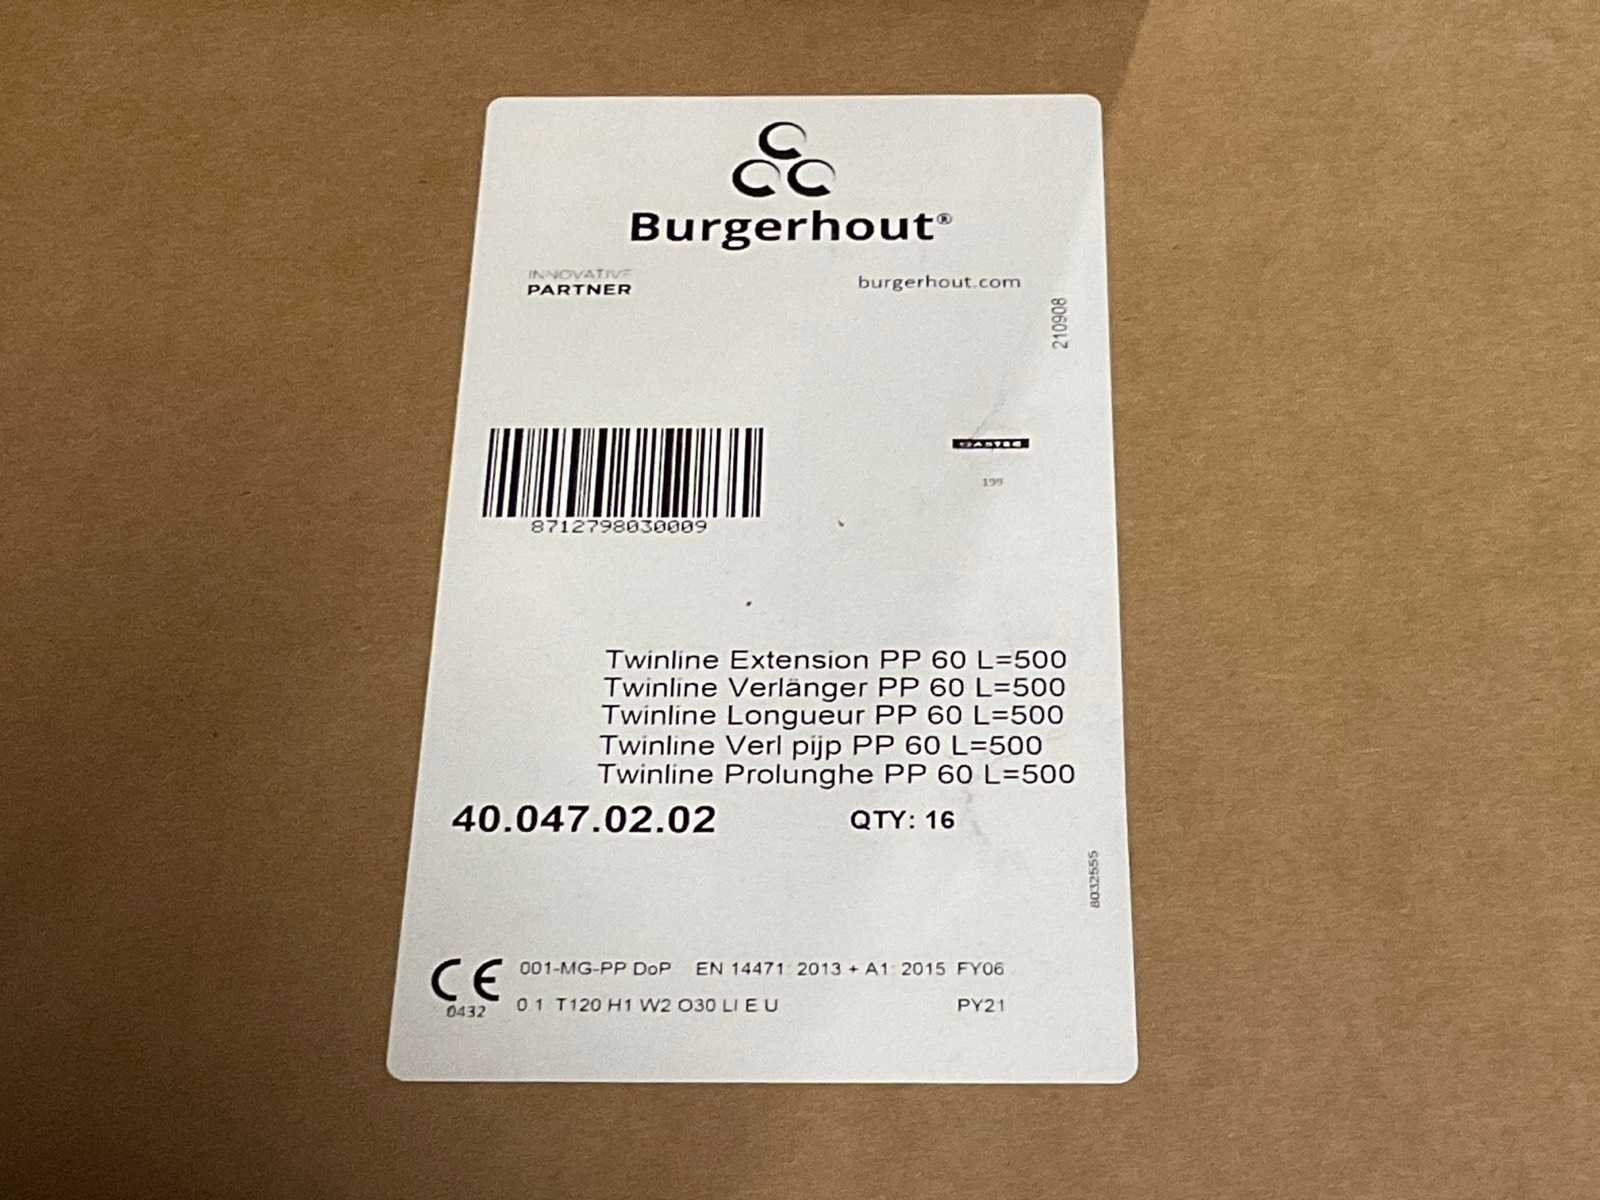 Burgerhout®
INNOVATIVE
PARTNER
burgerhout.com
210908
GASTEC
199
8712798030009
Twinline Extension PP 60 L=500
Twinline Verlänger PP 60 L=500
Twinline Longueur PP 60 L=500
Twinline Verl pijp PP 60 L=500
Twinline Prolunghe PP 60 L=500
40.047.02.02 QTY: 16
8032555
CE 001-MG-PP DoP EN 14471: 2013 + A1: 2015 FY06
0432 0 1 T120 H1 W2 O30 LI E U PY21